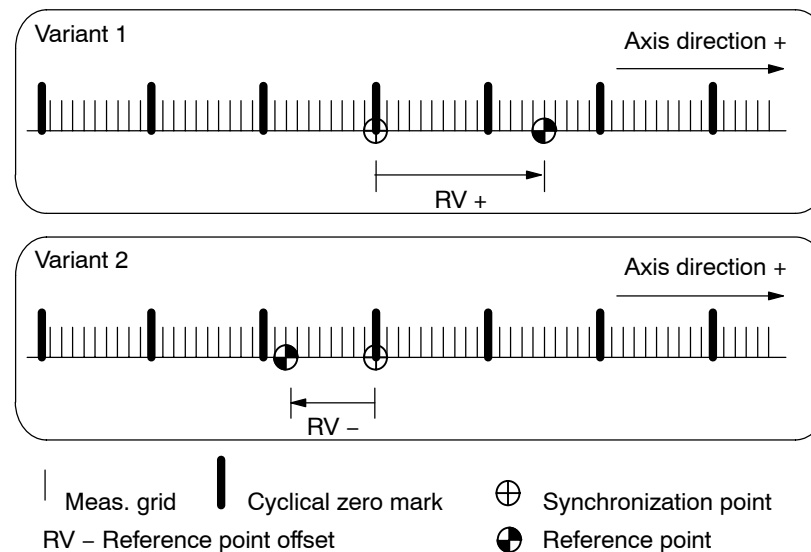 Variant 1
Axis direction +
RV +
Variant 2
Axis direction +
RV −
Meas. grid
Cyclical zero mark
Synchronization point
RV − Reference point offset
Reference point